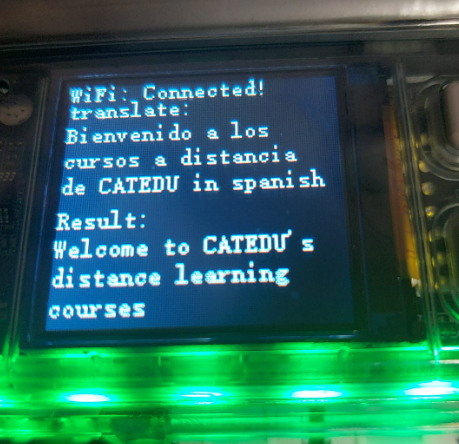 WiFi: Connected!
translate:
Bienvenido a los
cursos a distancia
de CATEDU in spanish
Result:
Welcome to CATEDU's
distance learning
courses